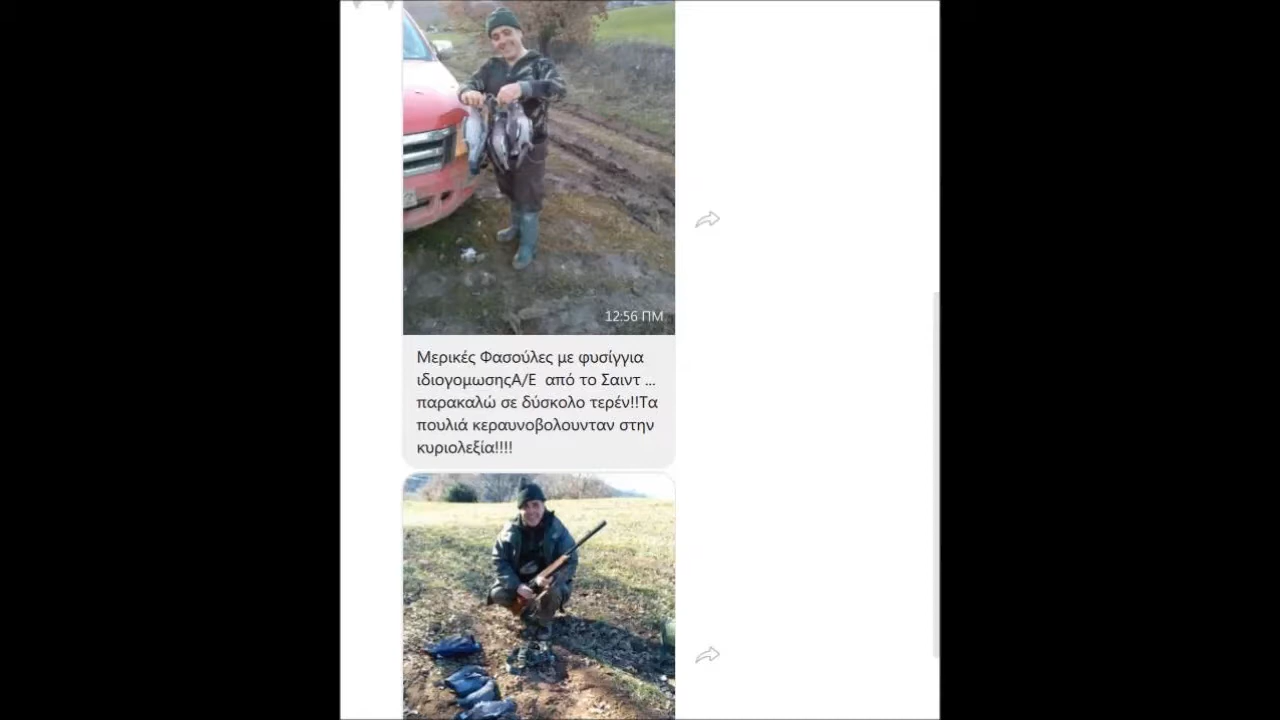 12:56 ΠΜ
Μερικές Φασούλες με φυσίγγια
ιδιογομωσηςΑ/Ε από το Σαιντ ...
παρακαλώ σε δύσκολο τερέν!!Τα
πουλιά κεραυνοβολουνταν στην
κυριολεξία!!!!